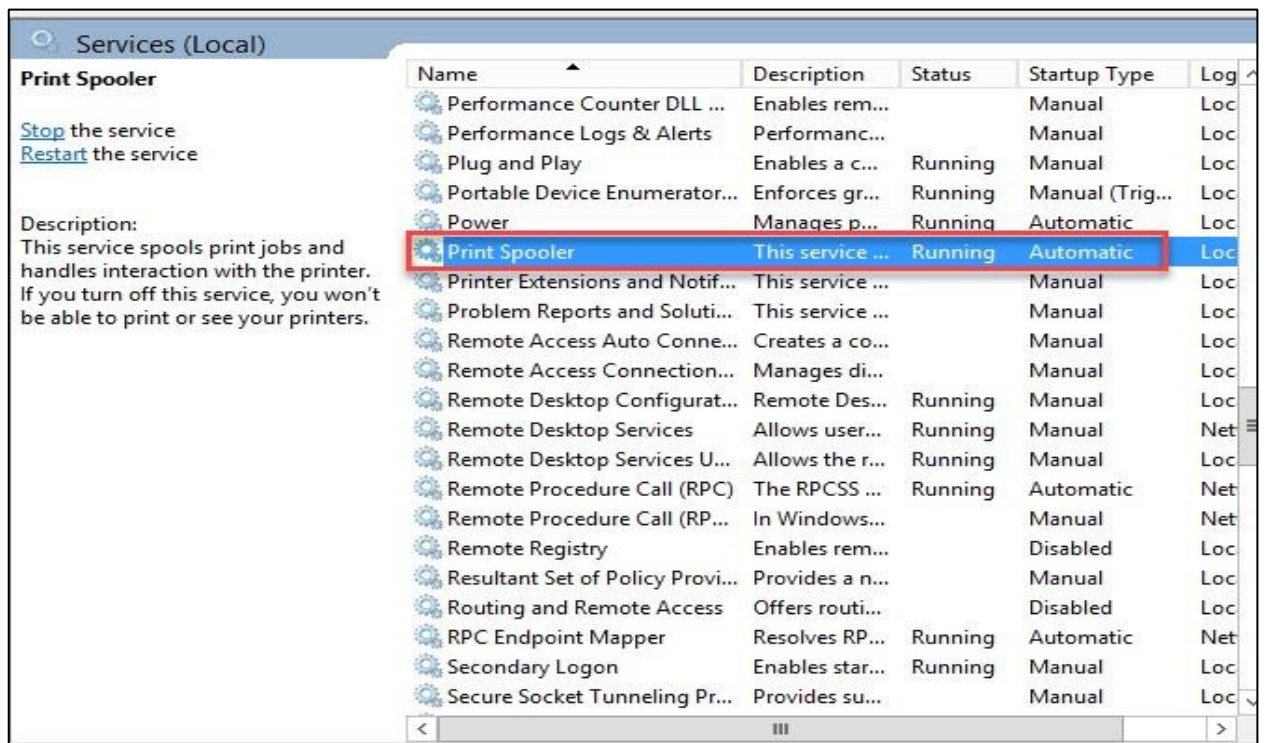 Services (Local)
Print Spooler
Stop the service
Restart the service
Description:
This service spools print jobs and
handles interaction with the printer.
If you turn off this service, you won't
be able to print or see your printers.
Name Description Status Startup Type Log
Performance Counter DLL ... Enables rem... Manual Loc
Performance Logs & Alerts Performanc... Manual Loc
Plug and Play Enables a c... Running Manual Loc
Portable Device Enumerator... Enforces gr... Running Manual (Trig... Loc
Power Manages p... Running Automatic Loc
Print Spooler This service ... Running Automatic Loc
Printer Extensions and Notif... This service ... Manual Loc
Problem Reports and Soluti... This service ... Manual Loc
Remote Access Auto Conne... Creates a co... Manual Loc
Remote Access Connection... Manages di... Manual Loc
Remote Desktop Configurat... Remote Des... Running Manual Loc
Remote Desktop Services Allows user... Running Manual Net
Remote Desktop Services U... Allows the r... Running Manual Loc
Remote Procedure Call (RPC) The RPCSS ... Running Automatic Net
Remote Procedure Call (RP... In Windows... Manual Net
Remote Registry Enables rem... Disabled Loc
Resultant Set of Policy Provi... Provides a n... Manual Loc
Routing and Remote Access Offers routi... Disabled Loc
RPC Endpoint Mapper Resolves RP... Running Automatic Net
Secondary Logon Enables star... Running Manual Loc
Secure Socket Tunneling Pr... Provides su... Manual Loc